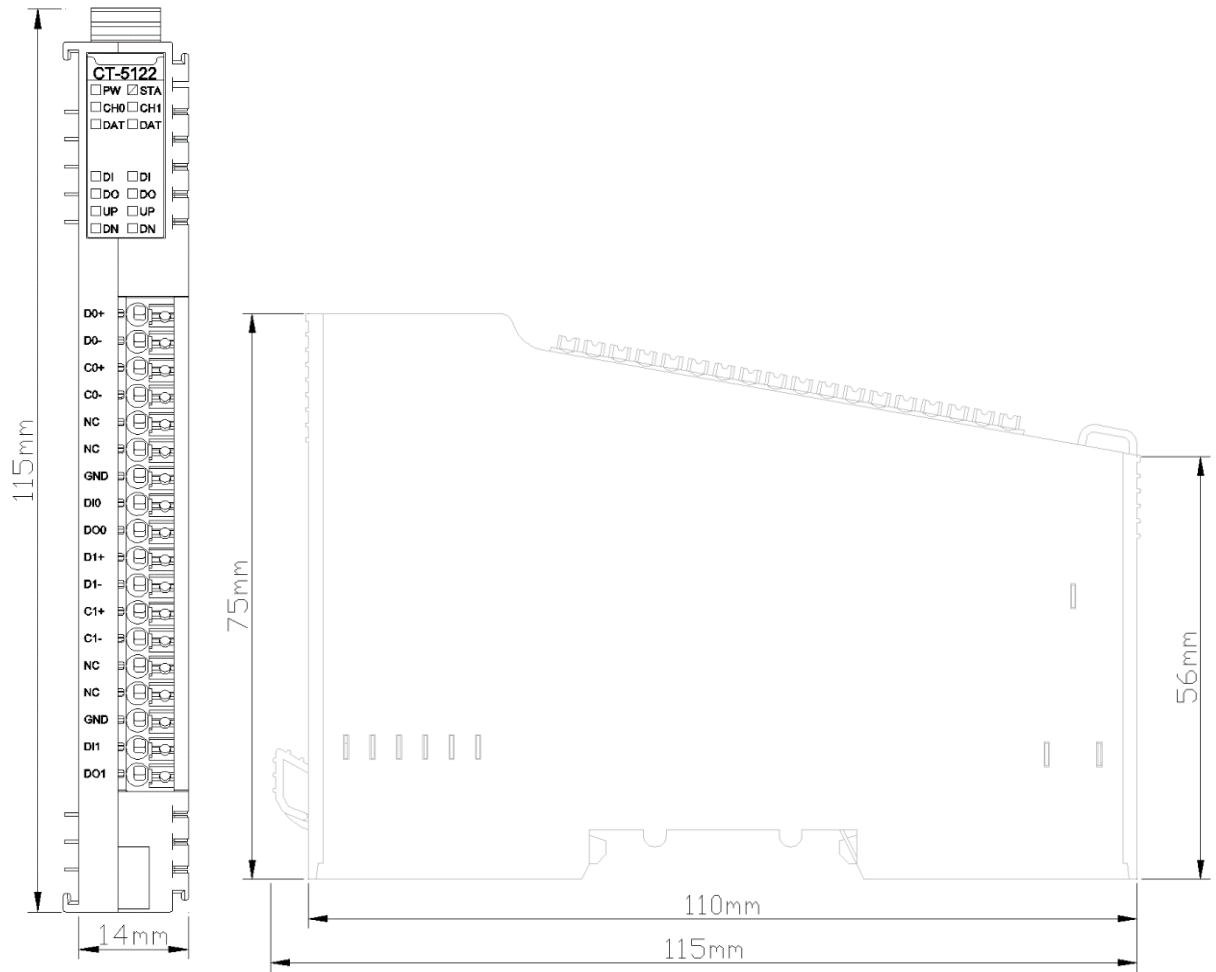 CT-5122
PW STA
CH0 CH1
DAT DAT
DI DI
DO DO
UP UP
DN DN
D0+
D0-
C0+
C0-
NC
NC
GND
DI0
DO0
D1+
D1-
C1+
C1-
NC
NC
GND
DI1
DO1
115mm
14mm
75mm
56mm
110mm
115mm